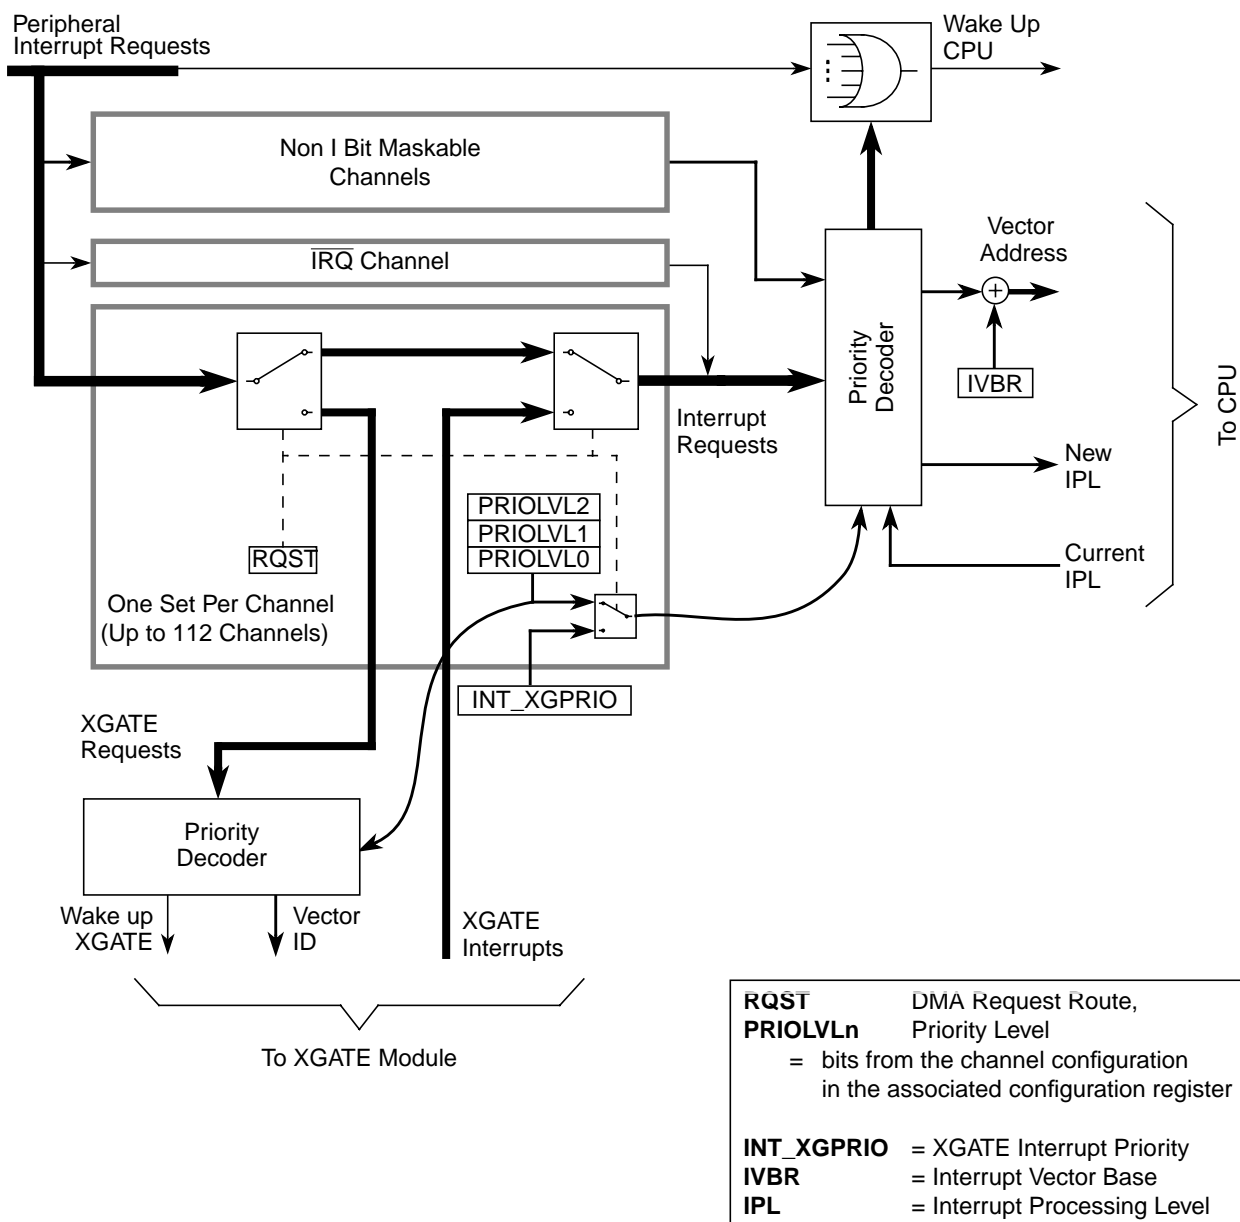 Peripheral
Interrupt Requests
Wake Up
CPU
Non I Bit Maskable
Channels
IRQ Channel
Vector
Address
Priority
Decoder
IVBR
To CPU
Interrupt
Requests
New
IPL
PRIOLVL2
PRIOLVL1
PRIOLVL0
RQST
Current
IPL
One Set Per Channel
(Up to 112 Channels)
INT_XGPRIO
XGATE
Requests
Priority
Decoder
Wake up
XGATE
Vector
ID
XGATE
Interrupts
To XGATE Module
RQST DMA Request Route,
PRIOLVLn Priority Level
= bits from the channel configuration
in the associated configuration register
INT_XGPRIO = XGATE Interrupt Priority
IVBR = Interrupt Vector Base
IPL = Interrupt Processing Level